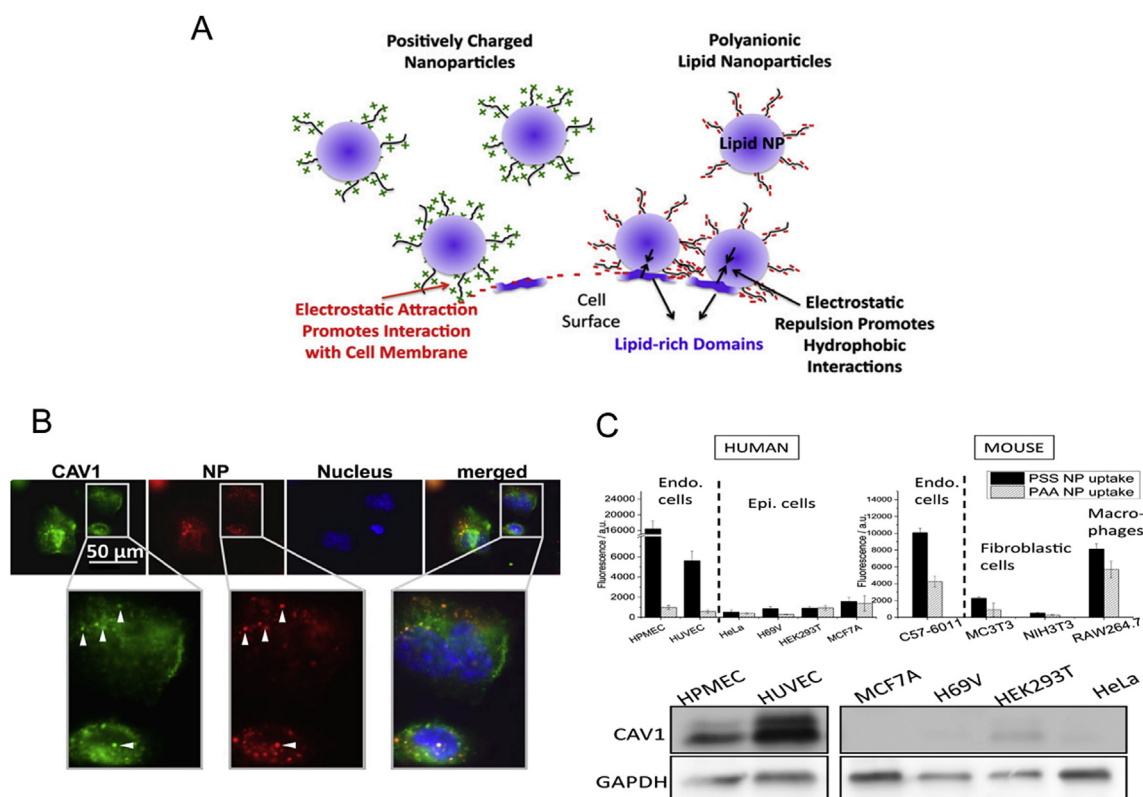 A
Positively Charged
Nanoparticles
Polyanionic
Lipid Nanoparticles
Lipid NP
Electrostatic Attraction
Promotes Interaction
with Cell Membrane
Cell
Surface
Lipid-rich Domains
Electrostatic
Repulsion Promotes
Hydrophobic
Interactions
B
CAV1 NP Nucleus merged
50 µm
C
HUMAN
Endo.
cells
Epi. cells
Fluorescence / a.u.
24000
20000
16000
6000
4000
2000
0
HPMEC HUVEC HeLa H69V HEK293T MCF7A
MOUSE
PSS NP uptake
PAA NP uptake
Endo.
cells
Fibroblastic
cells
Macro-
phages
Fluorescence / a.u.
14000
12000
10000
8000
6000
4000
2000
0
C57-6011 MC3T3 NIH3T3 RAW264.7
HPMEC HUVEC MCF7A H69V HEK293T HeLa
CAV1
GAPDH